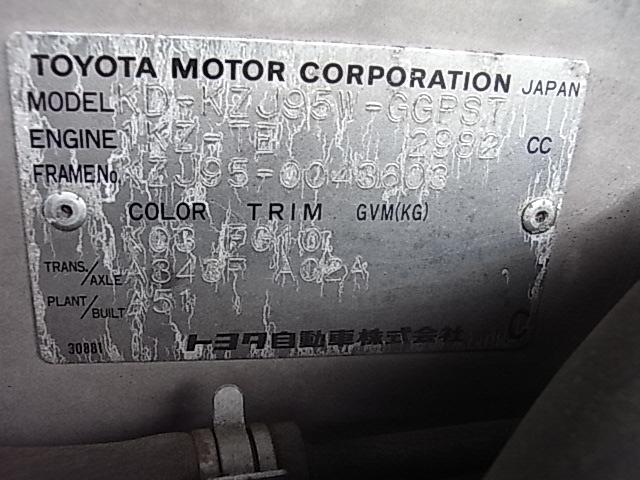 TOYOTA MOTOR CORPORATION JAPAN
MODEL KD-KZJ95W-GGPST
ENGINE 1KZ-TE 2982 CC
FRAME No. KZJ95-0043603
COLOR TRIM GVM(KG)
FG10
TRANS./AXLE A343F A02A
PLANT/BUILT A51
トヨタ自動車株式会社 C
30881